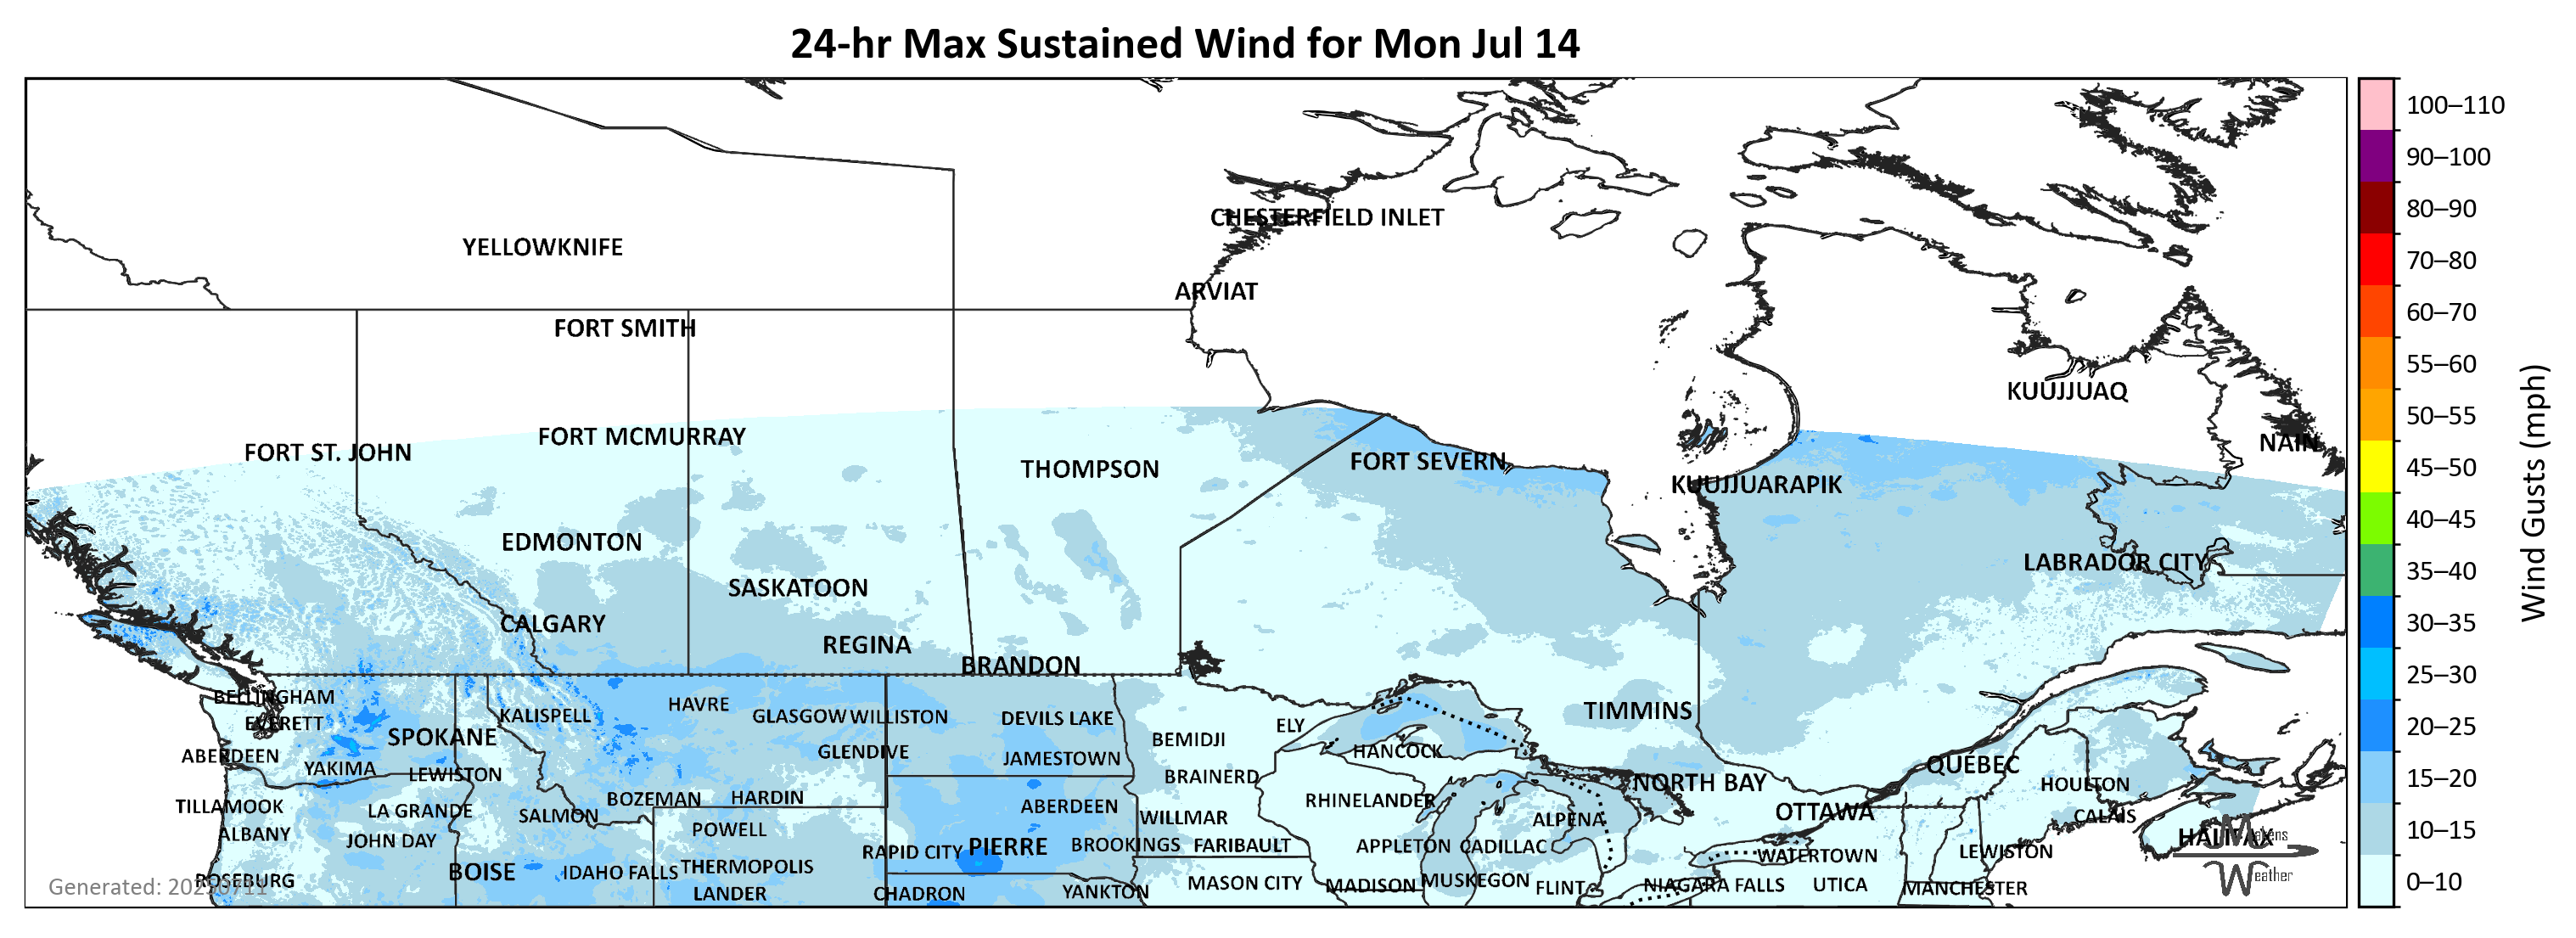 24-hr Max Sustained Wind for Mon Jul 14
CHESTERFIELD INLET
YELLOWKNIFE
ARVIAT
FORT SMITH
KUUJJUAQ
FORT MCMURRAY
NAIN
FORT ST. JOHN
FORT SEVERN
THOMPSON
KUUJJUARAPIK
EDMONTON
LABRADOR CITY
SASKATOON
CALGARY
REGINA
BRANDON
BELLINGHAM
HAVRE
TIMMINS
KALISPELL
GLASGOW WILLISTON
DEVILS LAKE
EVERETT
ELY
SPOKANE
BEMIDJI
HANCOCK
GLENDIVE
ABERDEEN
JAMESTOWN
QUÉBEC
YAKIMA
LEWISTON
BRAINERD
NORTH BAY
HOULTON
BOZEMAN
HARDIN
RHINELANDER
TILLAMOOK
ABERDEEN
LA GRANDE
OTTAWA
SALMON
CALAIS
WILLMAR
ALPENA
POWELL
ALBANY
HALIFAX
Makens
JOHN DAY
PIERRE
BROOKINGS
FARIBAULT
APPLETON
CADILLAC
RAPID CITY
LEWISTON
WATERTOWN
THERMOPOLIS
BOISE
IDAHO FALLS
Weather
ROSEBURG
MUSKEGON
MASON CITY
MADISON
FLINT
NIAGARA FALLS
UTICA
MANCHESTER
Generated: 20250711
LANDER
CHADRON
YANKTON
100–110
90–100
80–90
70–80
60–70
55–60
50–55
45–50
40–45
35–40
30–35
25–30
20–25
15–20
10–15
0–10
Wind Gusts (mph)